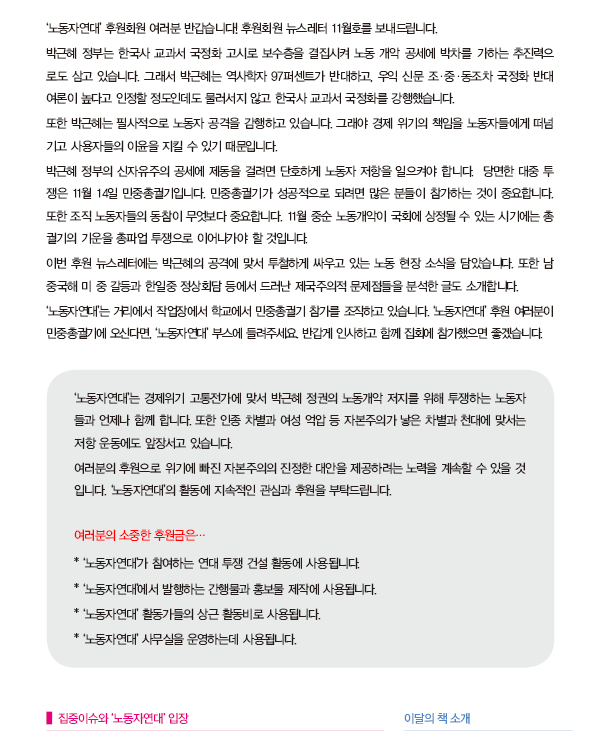 '노동자연대' 후원회원 여러분 반갑습니다! 후원회원 뉴스레터 11월호를 보내드립니다.
박근혜 정부는 한국사 교과서 국정화 고시로 보수층을 결집시켜 노동 개악 공세에 박차를 가하는 추진력으
로도 삼고 있습니다. 그래서 박근혜는 역사학자 97퍼센트가 반대하고, 우익 신문 조·중·동조차 국정화 반대
여론이 높다고 인정할 정도인데도 물러서지 않고 한국사 교과서 국정화를 강행했습니다.
또한 박근혜는 필사적으로 노동자 공격을 감행하고 있습니다. 그래야 경제 위기의 책임을 노동자들에게 떠넘
기고 사용자들의 이윤을 지킬 수 있기 때문입니다.
박근혜 정부의 신자유주의 공세에 제동을 걸려면 단호하게 노동자 저항을 일으켜야 합니다. 당면한 대중 투
쟁은 11월 14일 민중총궐기입니다. 민중총궐기가 성공적으로 되려면 많은 분들이 참가하는 것이 중요합니다.
또한 조직 노동자들의 동참이 무엇보다 중요합니다. 11월 중순 노동개악이 국회에 상정될 수 있는 시기에는 총
궐기의 기운을 총파업 투쟁으로 이어나가야 할 것입니다.
이번 후원 뉴스레터에는 박근혜의 공격에 맞서 투철하게 싸우고 있는 노동 현장 소식을 담았습니다. 또한 남
중국해 미 중 갈등과 한일중 정상회담 등에서 드러난 제국주의적 문제점들을 분석한 글도 소개합니다.
'노동자연대'는 거리에서 작업장에서 학교에서 민중총궐기 참가를 조직하고 있습니다. '노동자연대' 후원 여러분이
민중총궐기에 오신다면, '노동자연대' 부스에 들려주세요. 반갑게 인사하고 함께 집회에 참가했으면 좋겠습니다.
'노동자연대'는 경제위기 고통전가에 맞서 박근혜 정권의 노동개악 저지를 위해 투쟁하는 노동자
들과 언제나 함께 합니다. 또한 인종 차별과 여성 억압 등 자본주의가 낳은 차별과 천대에 맞서는
저항 운동에도 앞장서고 있습니다.
여러분의 후원으로 위기에 빠진 자본주의의 진정한 대안을 제공하려는 노력을 계속할 수 있을 것
입니다. '노동자연대'의 활동에 지속적인 관심과 후원을 부탁드립니다.
여러분의 소중한 후원금은…
* '노동자연대'가 참여하는 연대 투쟁 건설 활동에 사용됩니다.
* '노동자연대'에서 발행하는 간행물과 홍보물 제작에 사용됩니다.
* '노동자연대' 활동가들의 상근 활동비로 사용됩니다.
* '노동자연대' 사무실을 운영하는데 사용됩니다.
집중이슈와 '노동자연대' 입장
이달의 책 소개